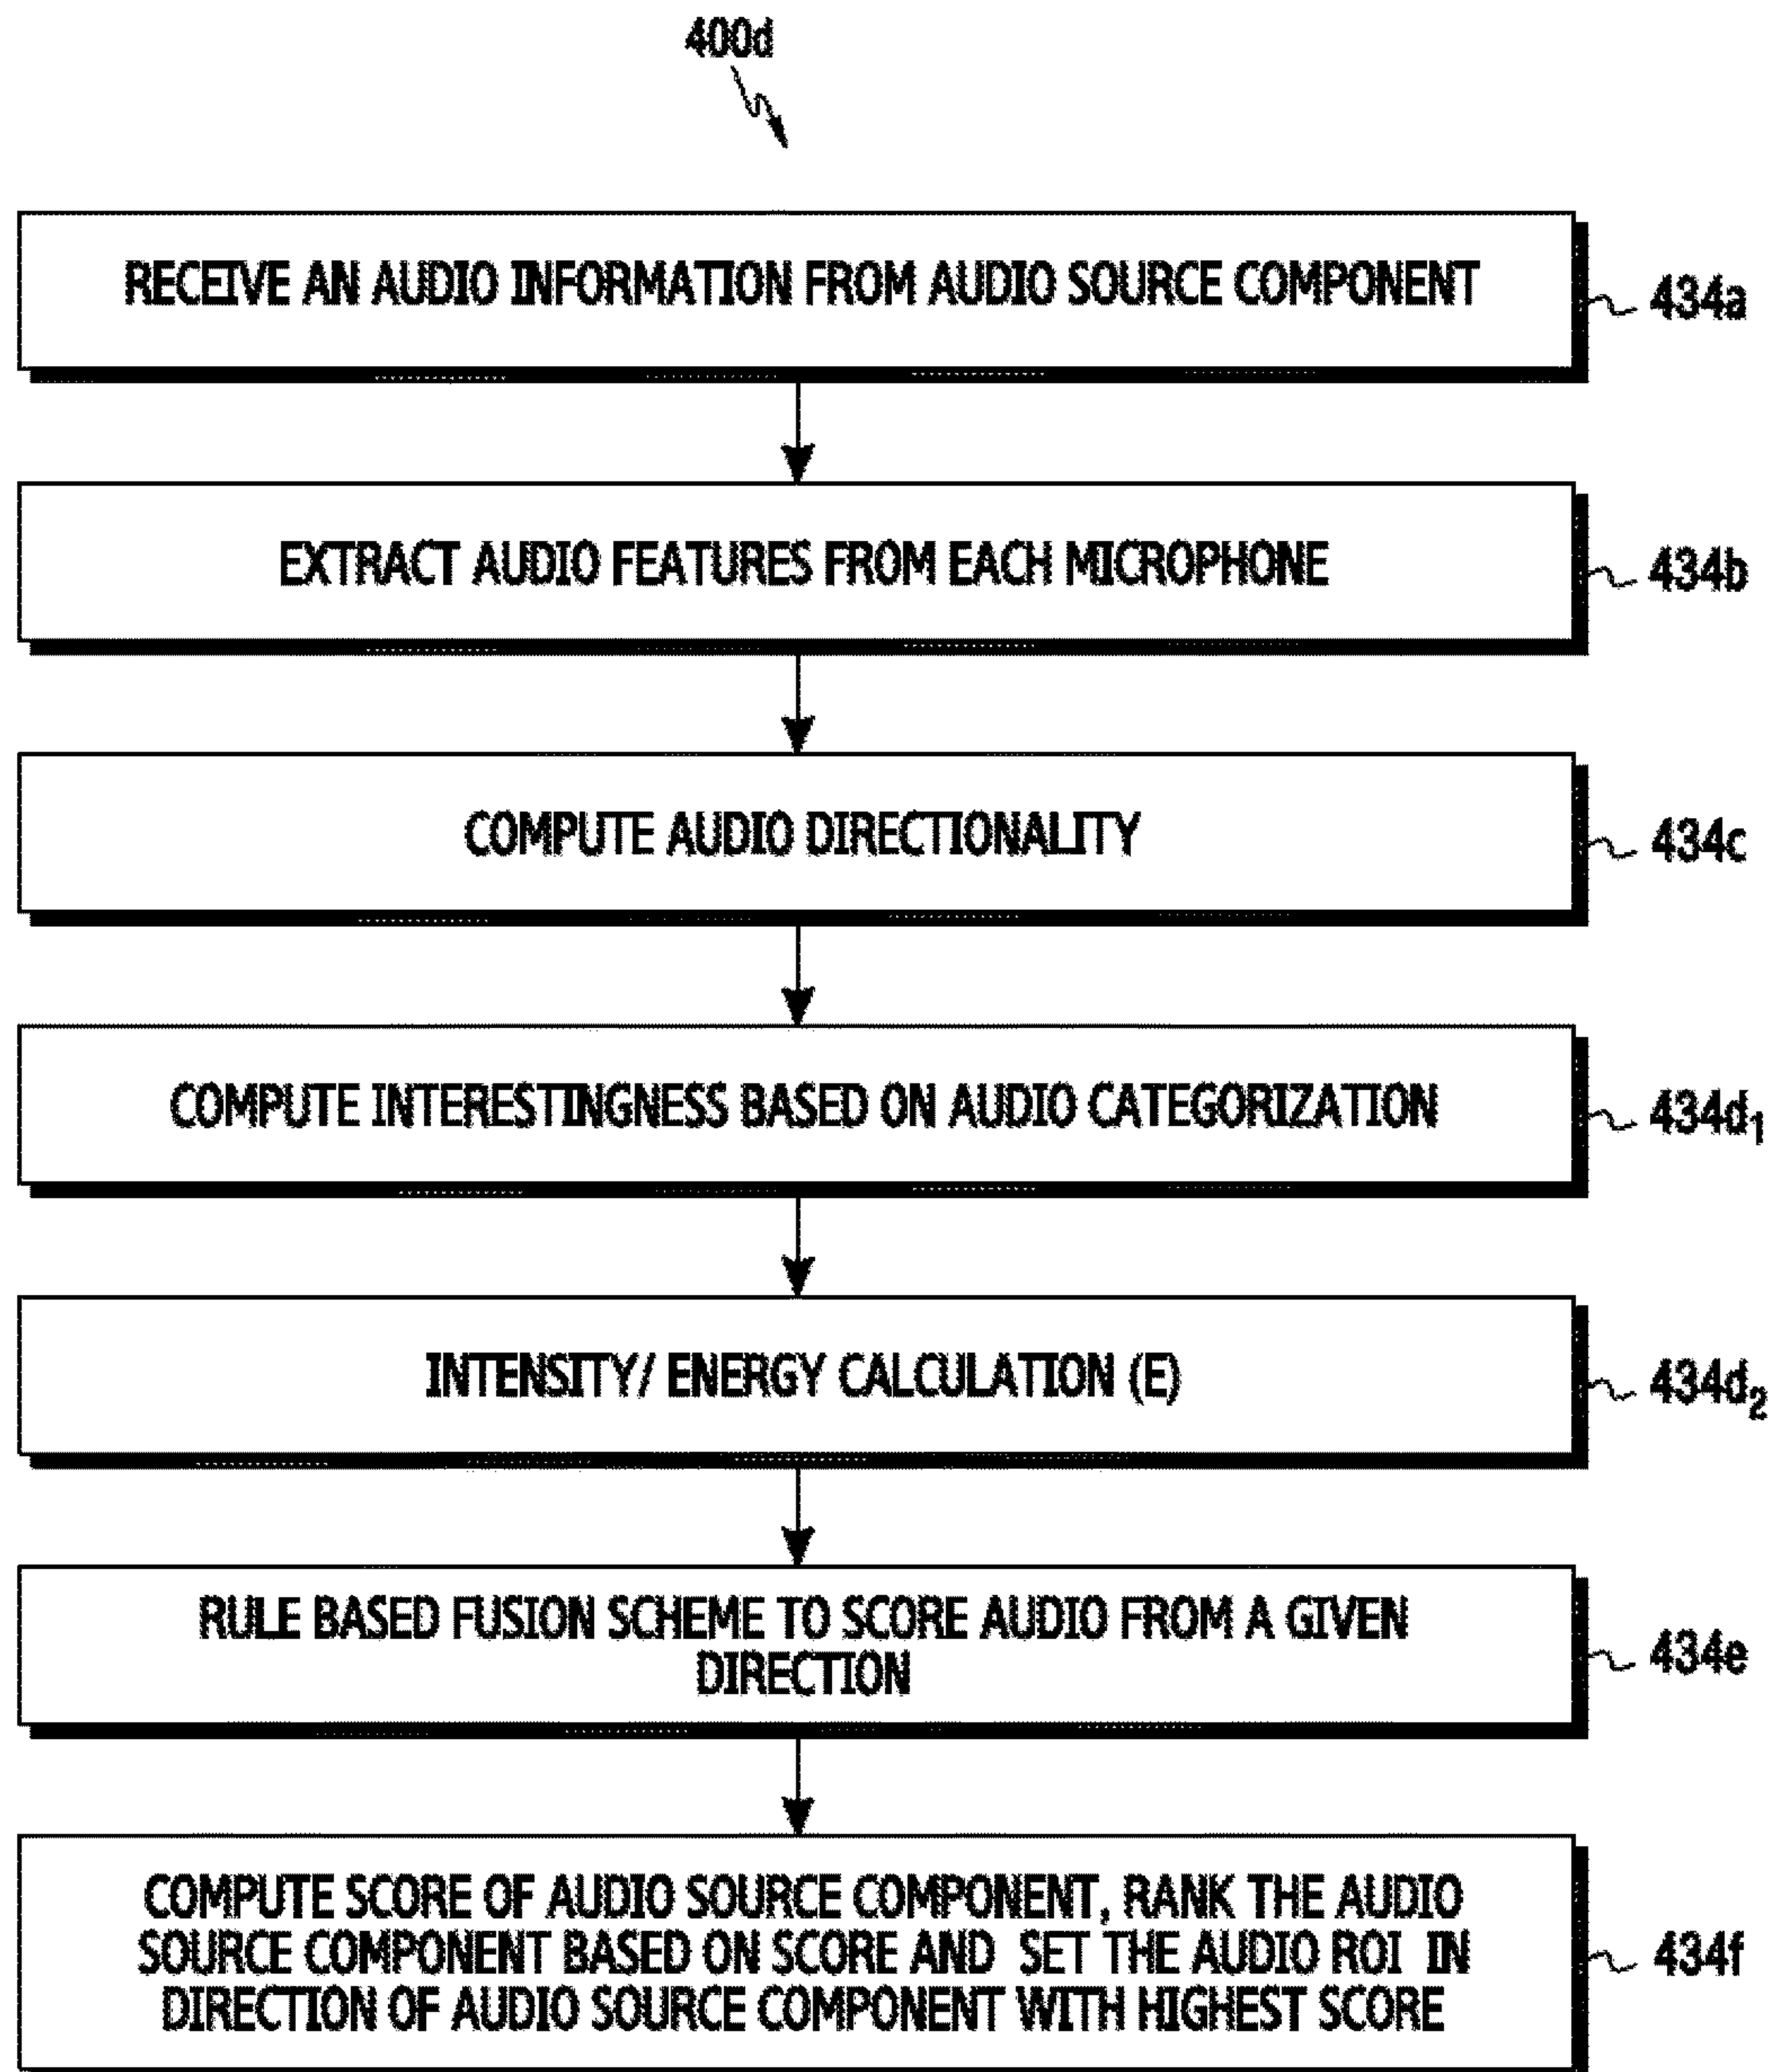 400d
RECEIVE AN AUDIO INFORMATION FROM AUDIO SOURCE COMPONENT
434a
EXTRACT AUDIO FEATURES FROM EACH MICROPHONE
434b
COMPUTE AUDIO DIRECTIONALITY
434c
COMPUTE INTERESTINGNESS BASED ON AUDIO CATEGORIZATION
434d1
INTENSITY/ ENERGY CALCULATION (E)
434d2
RULE BASED FUSION SCHEME TO SCORE AUDIO FROM A GIVEN
DIRECTION
434e
COMPUTE SCORE OF AUDIO SOURCE COMPONENT, RANK THE AUDIO
SOURCE COMPONENT BASED ON SCORE AND SET THE AUDIO ROI IN
DIRECTION OF AUDIO SOURCE COMPONENT WITH HIGHEST SCORE
434f